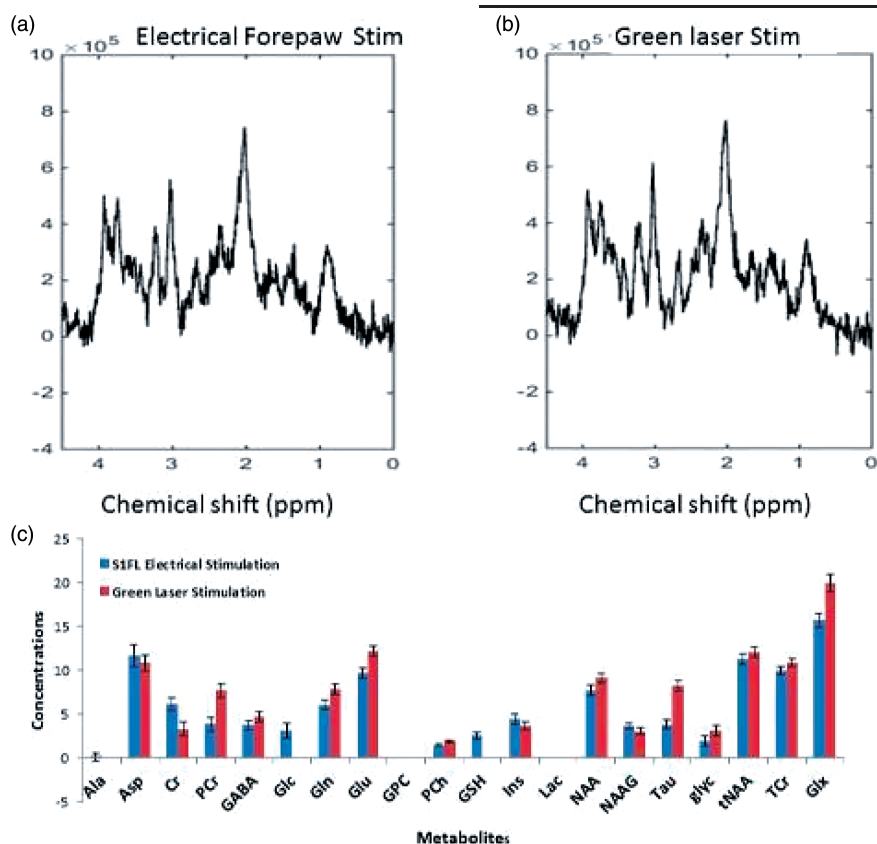 (a)
Electrical Forepaw Stim
× 10⁵
10
8
6
4
2
0
-2
-4
4 3 2 1 0
Chemical shift (ppm)
(b)
Green laser Stim
× 10⁵
10
8
6
4
2
0
-2
-4
4 3 2 1 0
Chemical shift (ppm)
(c)
Concentrations
25
20
15
10
5
0
-5
S1FL Electrical Stimulation
Green Laser Stimulation
Ala Asp Cr PCr GABA Glc Gln Glu GPC PCh GSH Ins Lac NAA NAAG Tau glyc tNAA TCr Glx
Metabolites